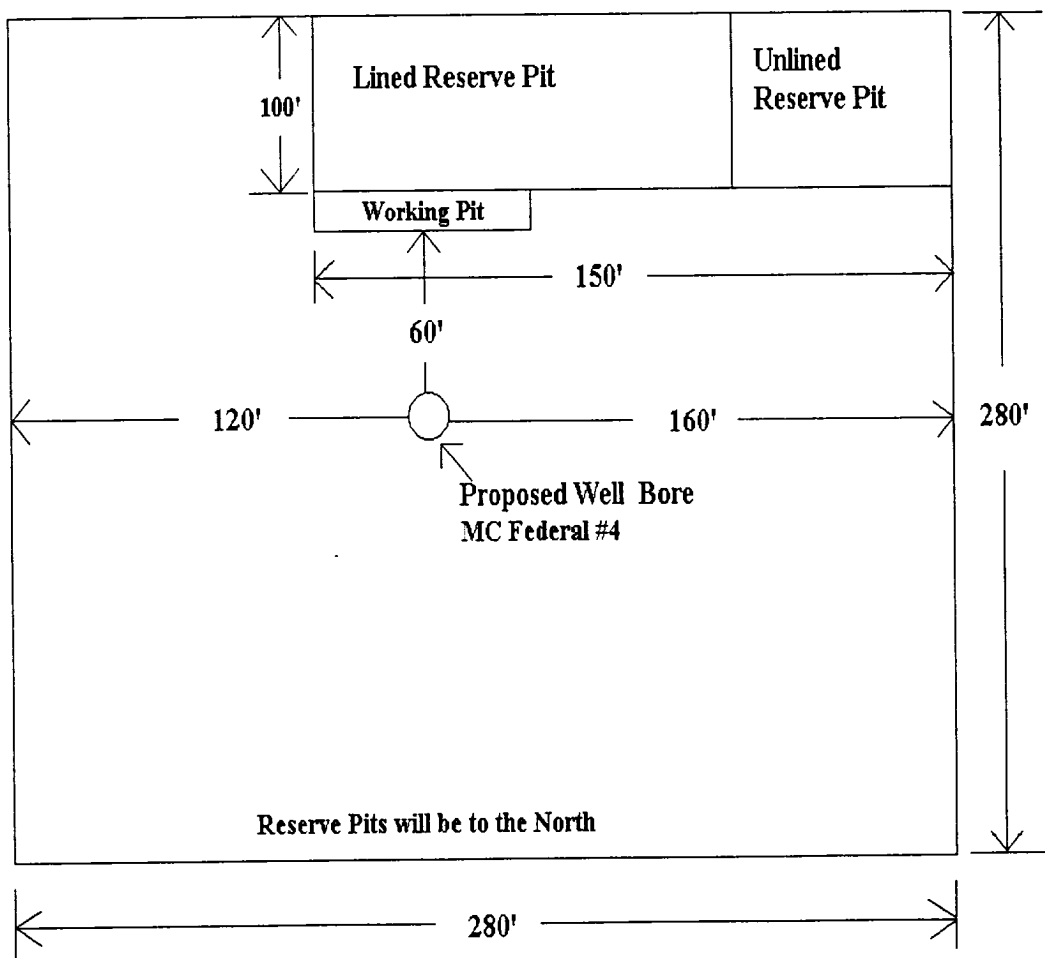 Lined Reserve Pit
Unlined
Reserve Pit
100'
Working Pit
150'
60'
120'
160'
280'
Proposed Well Bore
MC Federal #4
Reserve Pits will be to the North
280'